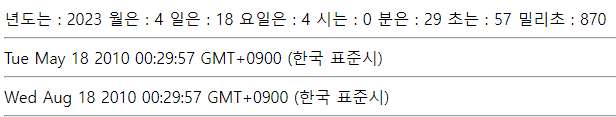 년도는 : 2023 월은 : 4 일은 : 18 요일은 : 4 시는 : 0 분은 : 29 초는 : 57 밀리초 : 870
Tue May 18 2010 00:29:57 GMT+0900 (한국 표준시)
Wed Aug 18 2010 00:29:57 GMT+0900 (한국 표준시)